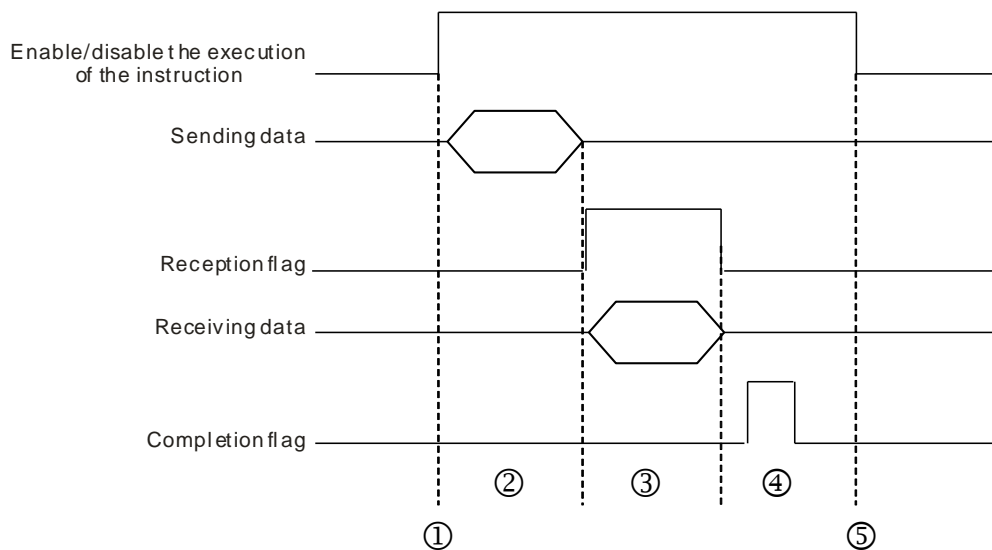 Enable/disable the execution
of the instruction
Sending data
Reception flag
Receiving data
Completion flag
② ③ ④
① ⑤